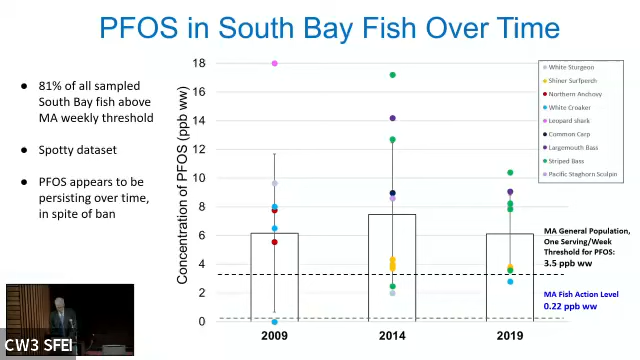 PFOS in South Bay Fish Over Time
● 81% of all sampled
South Bay fish above
MA weekly threshold
● Spotty dataset
● PFOS appears to be
persisting over time,
in spite of ban
Concentration of PFOS (ppb ww)
18
16
14
12
10
8
6
4
2
0
2009
2014
2019
White Sturgeon
Shiner Surfperch
Northern Anchovy
White Croaker
Leopard shark
Common Carp
Largemouth Bass
Striped Bass
Pacific Staghorn Sculpin
MA General Population,
One Serving/Week
Threshold for PFOS:
3.5 ppb ww
MA Fish Action Level
0.22 ppb ww
CW3 SFEI